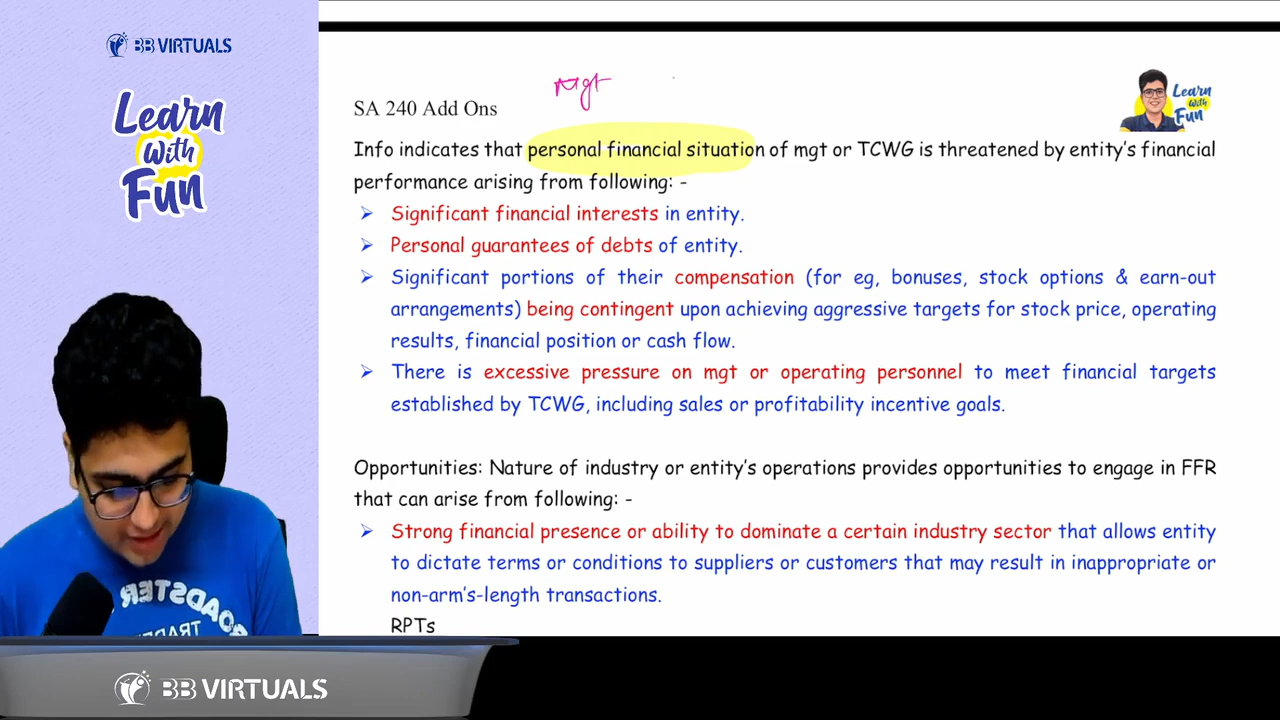 BB VIRTUALS
Learn
With
Fun
Mgt
SA 240 Add Ons
Learn
With
Fun
Info indicates that personal financial situation of mgt or TCWG is threatened by entity's financial
performance arising from following: -
➢ Significant financial interests in entity.
➢ Personal guarantees of debts of entity.
➢ Significant portions of their compensation (for eg, bonuses, stock options & earn-out
arrangements) being contingent upon achieving aggressive targets for stock price, operating
results, financial position or cash flow.
➢ There is excessive pressure on mgt or operating personnel to meet financial targets
established by TCWG, including sales or profitability incentive goals.
Opportunities: Nature of industry or entity's operations provides opportunities to engage in FFR
that can arise from following: -
➢ Strong financial presence or ability to dominate a certain industry sector that allows entity
to dictate terms or conditions to suppliers or customers that may result in inappropriate or
non-arm's-length transactions.
RPTs
ROADSTER
BB VIRTUALS